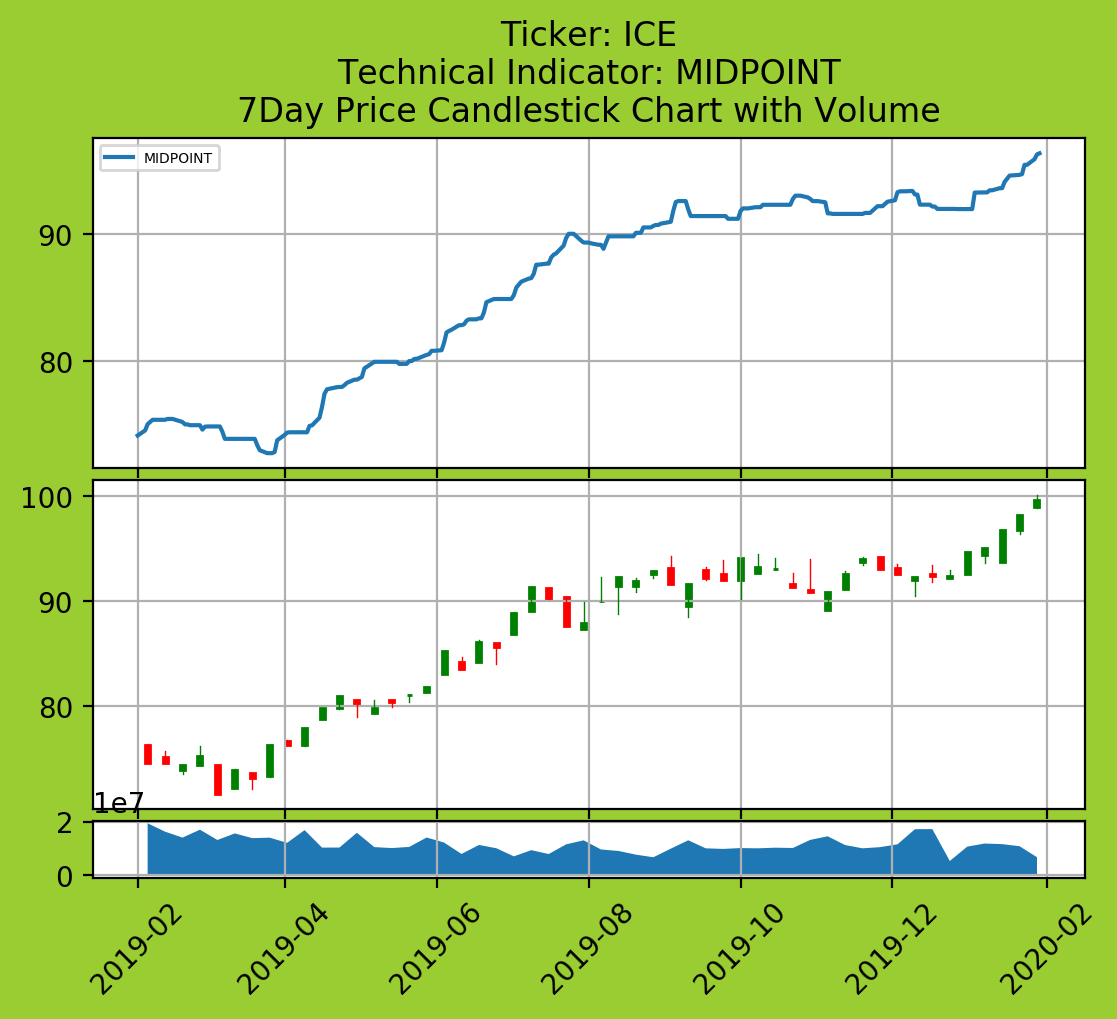 Ticker: ICE
Technical Indicator: MIDPOINT
7Day Price Candlestick Chart with Volume
MIDPOINT
90
80
100
90
80
1e7
2
0
2019-02
2019-04
2019-06
2019-08
2019-10
2019-12
2020-02